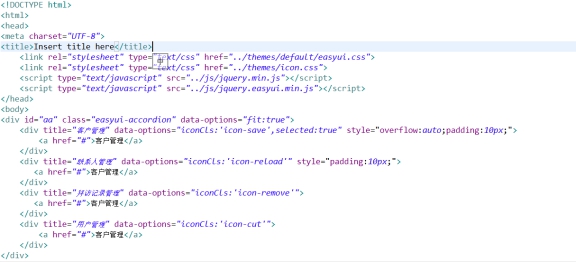 <!DOCTYPE html>
<html>
<head>
<meta charset="UTF-8">
<title>Insert title here</title>
<link rel="stylesheet" type="text/css" href="../themes/default/easyui.css">
<link rel="stylesheet" type="text/css" href="../themes/icon.css">
<script type="text/javascript" src="../js/jquery.min.js"></script>
<script type="text/javascript" src="../js/jquery.easyui.min.js"></script>
</head>
<body>
<div id="aa" class="easyui-accordion" data-options="fit:true">
<div title="客户管理" data-options="iconCls:'icon-save',selected:true" style="overflow:auto;padding:10px;">
<a href="#">客户管理</a>
</div>
<div title="联系人管理" data-options="iconCls:'icon-reload'" style="padding:10px;">
<a href="#">客户管理</a>
</div>
<div title="拜访记录管理" data-options="iconCls:'icon-remove'">
<a href="#">客户管理</a>
</div>
<div title="用户管理" data-options="iconCls:'icon-cut'">
<a href="#">客户管理</a>
</div>
</div>